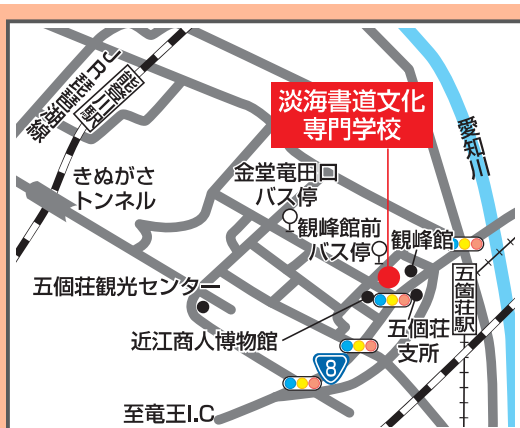 能登川駅
JR琵琶湖線
淡海書道文化
専門学校
愛知川
きぬがさ
トンネル
金堂竜田口
バス停
観峰館前
バス停
観峰館
五個荘観光センター
近江商人博物館
五個荘
支所
五箇荘駅
8
至竜王I.C